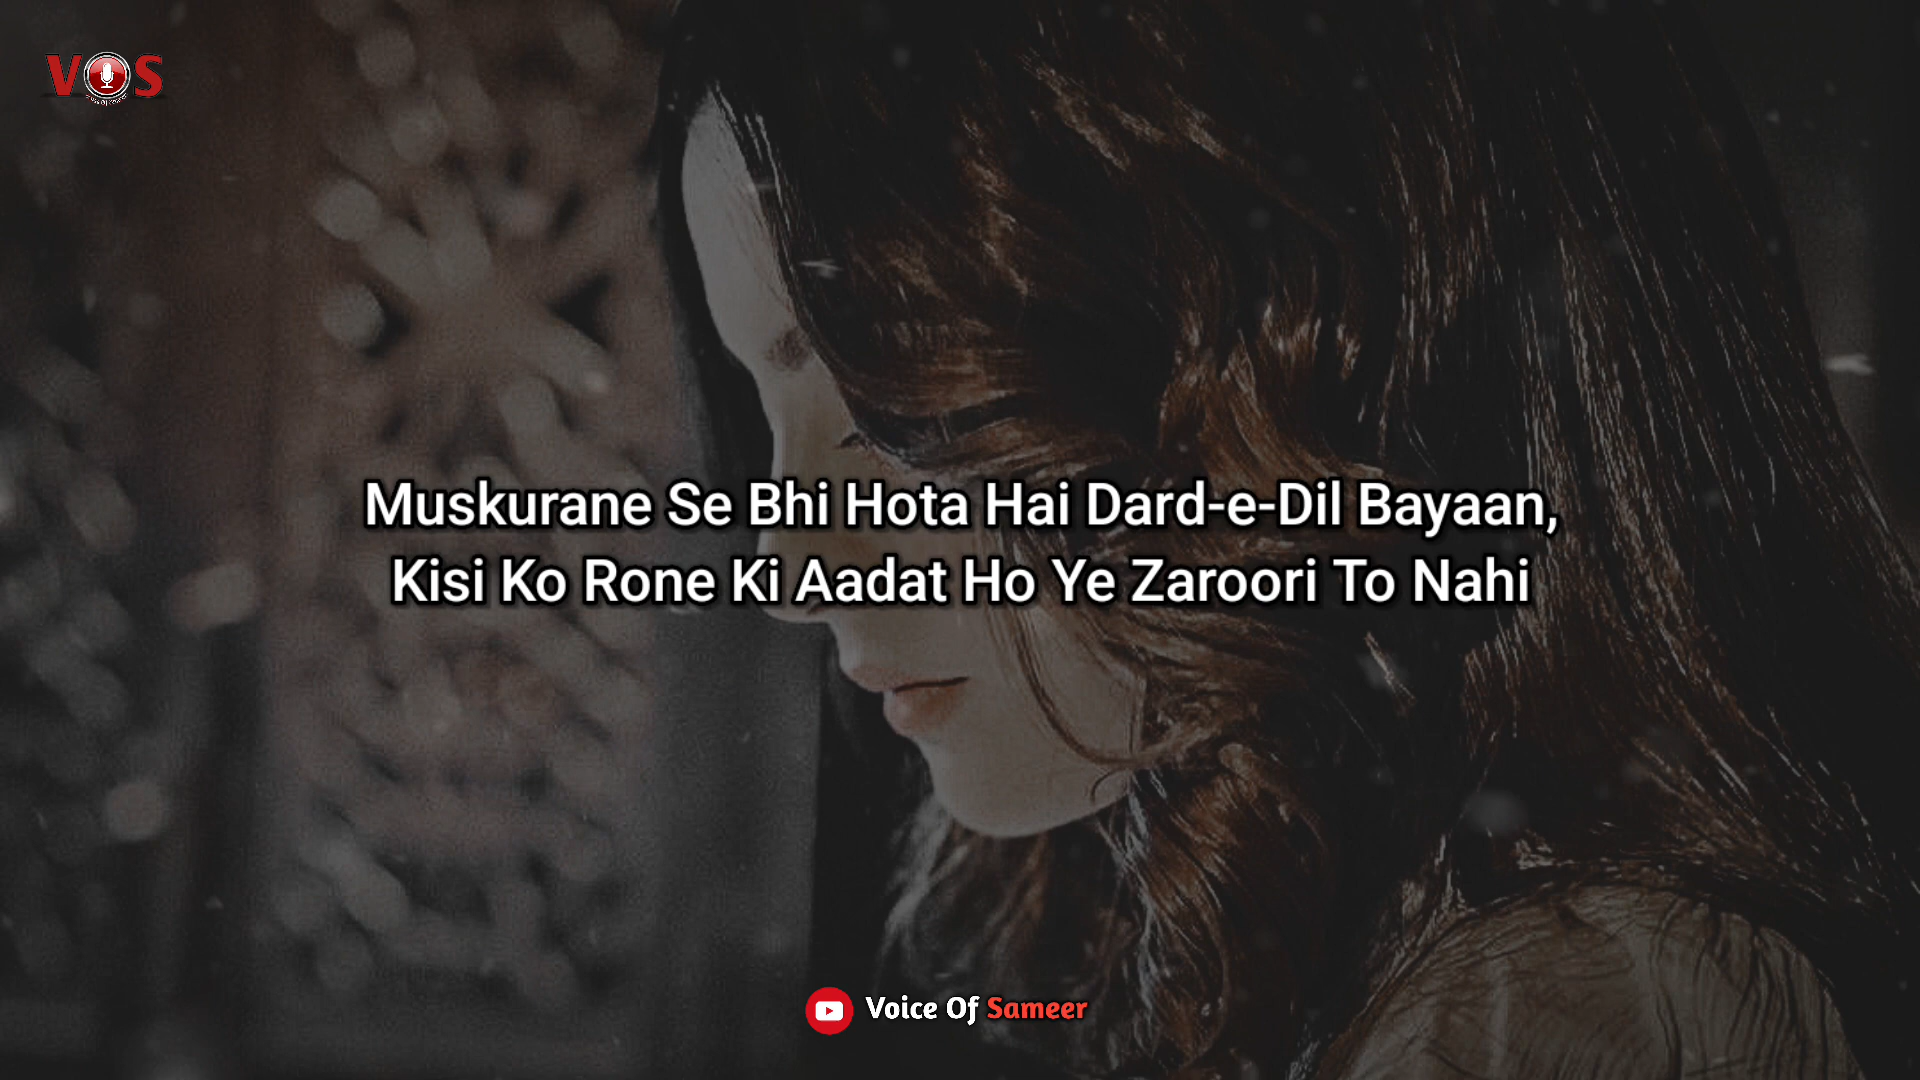 VOS
Muskurane Se Bhi Hota Hai Dard-e-Dil Bayaan,
Kisi Ko Rone Ki Aadat Ho Ye Zaroori To Nahi
Voice Of Sameer